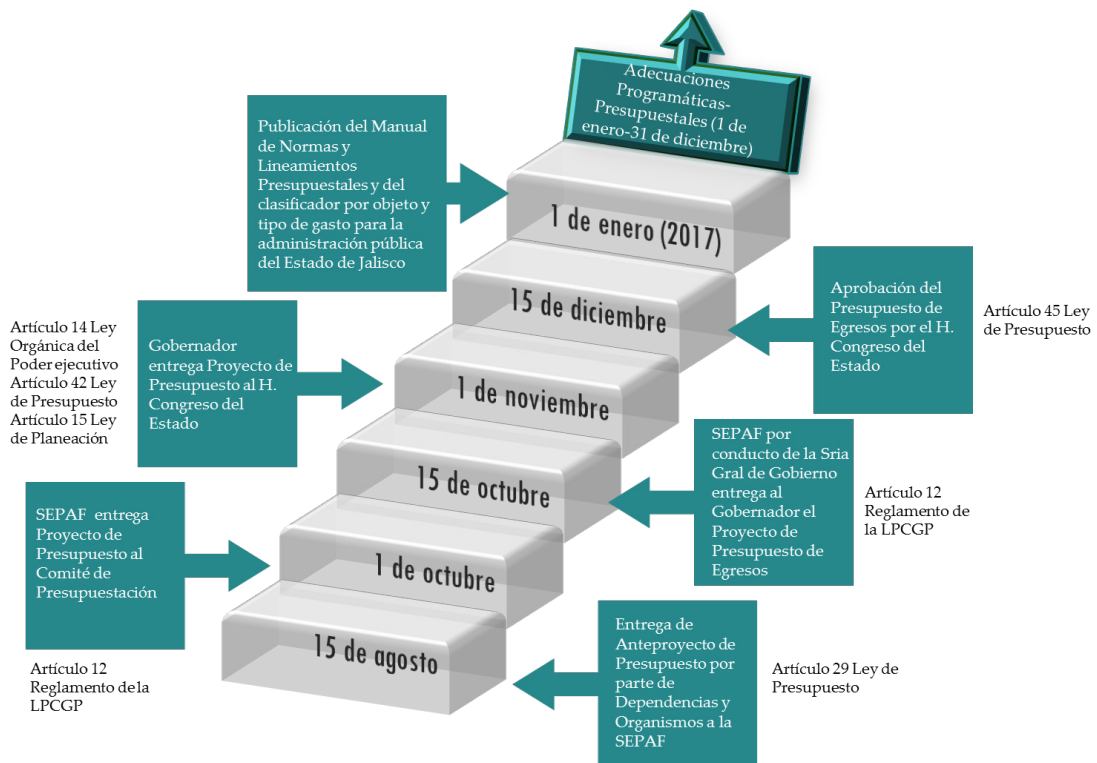 Adecuaciones
Programáticas-
Presupuestales (1 de
enero-31 de diciembre)
Publicación del Manual
de Normas y
Lineamientos
Presupuestales y del
clasificador por objeto y
tipo de gasto para la
administración pública
del Estado de Jalisco
1 de enero (2017)
15 de diciembre
Aprobación del
Presupuesto de
Egresos por el H.
Congreso del
Estado
Artículo 45 Ley
de Presupuesto
Artículo 14 Ley
Orgánica del
Poder ejecutivo
Artículo 42 Ley
de Presupuesto
Artículo 15 Ley
de Planeación
Gobernador
entrega Proyecto de
Presupuesto al H.
Congreso del
Estado
1 de noviembre
15 de octubre
SEPAF por
conducto de la Sria
Gral de Gobierno
entrega al
Gobernador el
Proyecto de
Presupuesto de
Egresos
Artículo 12
Reglamento de
la LPCGP
SEPAF entrega
Proyecto de
Presupuesto al
Comité de
Presupuestación
Artículo 12
Reglamento de la
LPCGP
1 de octubre
15 de agosto
Entrega de
Anteproyecto de
Presupuesto por
parte de
Dependencias y
Organismos a la
SEPAF
Artículo 29 Ley de
Presupuesto